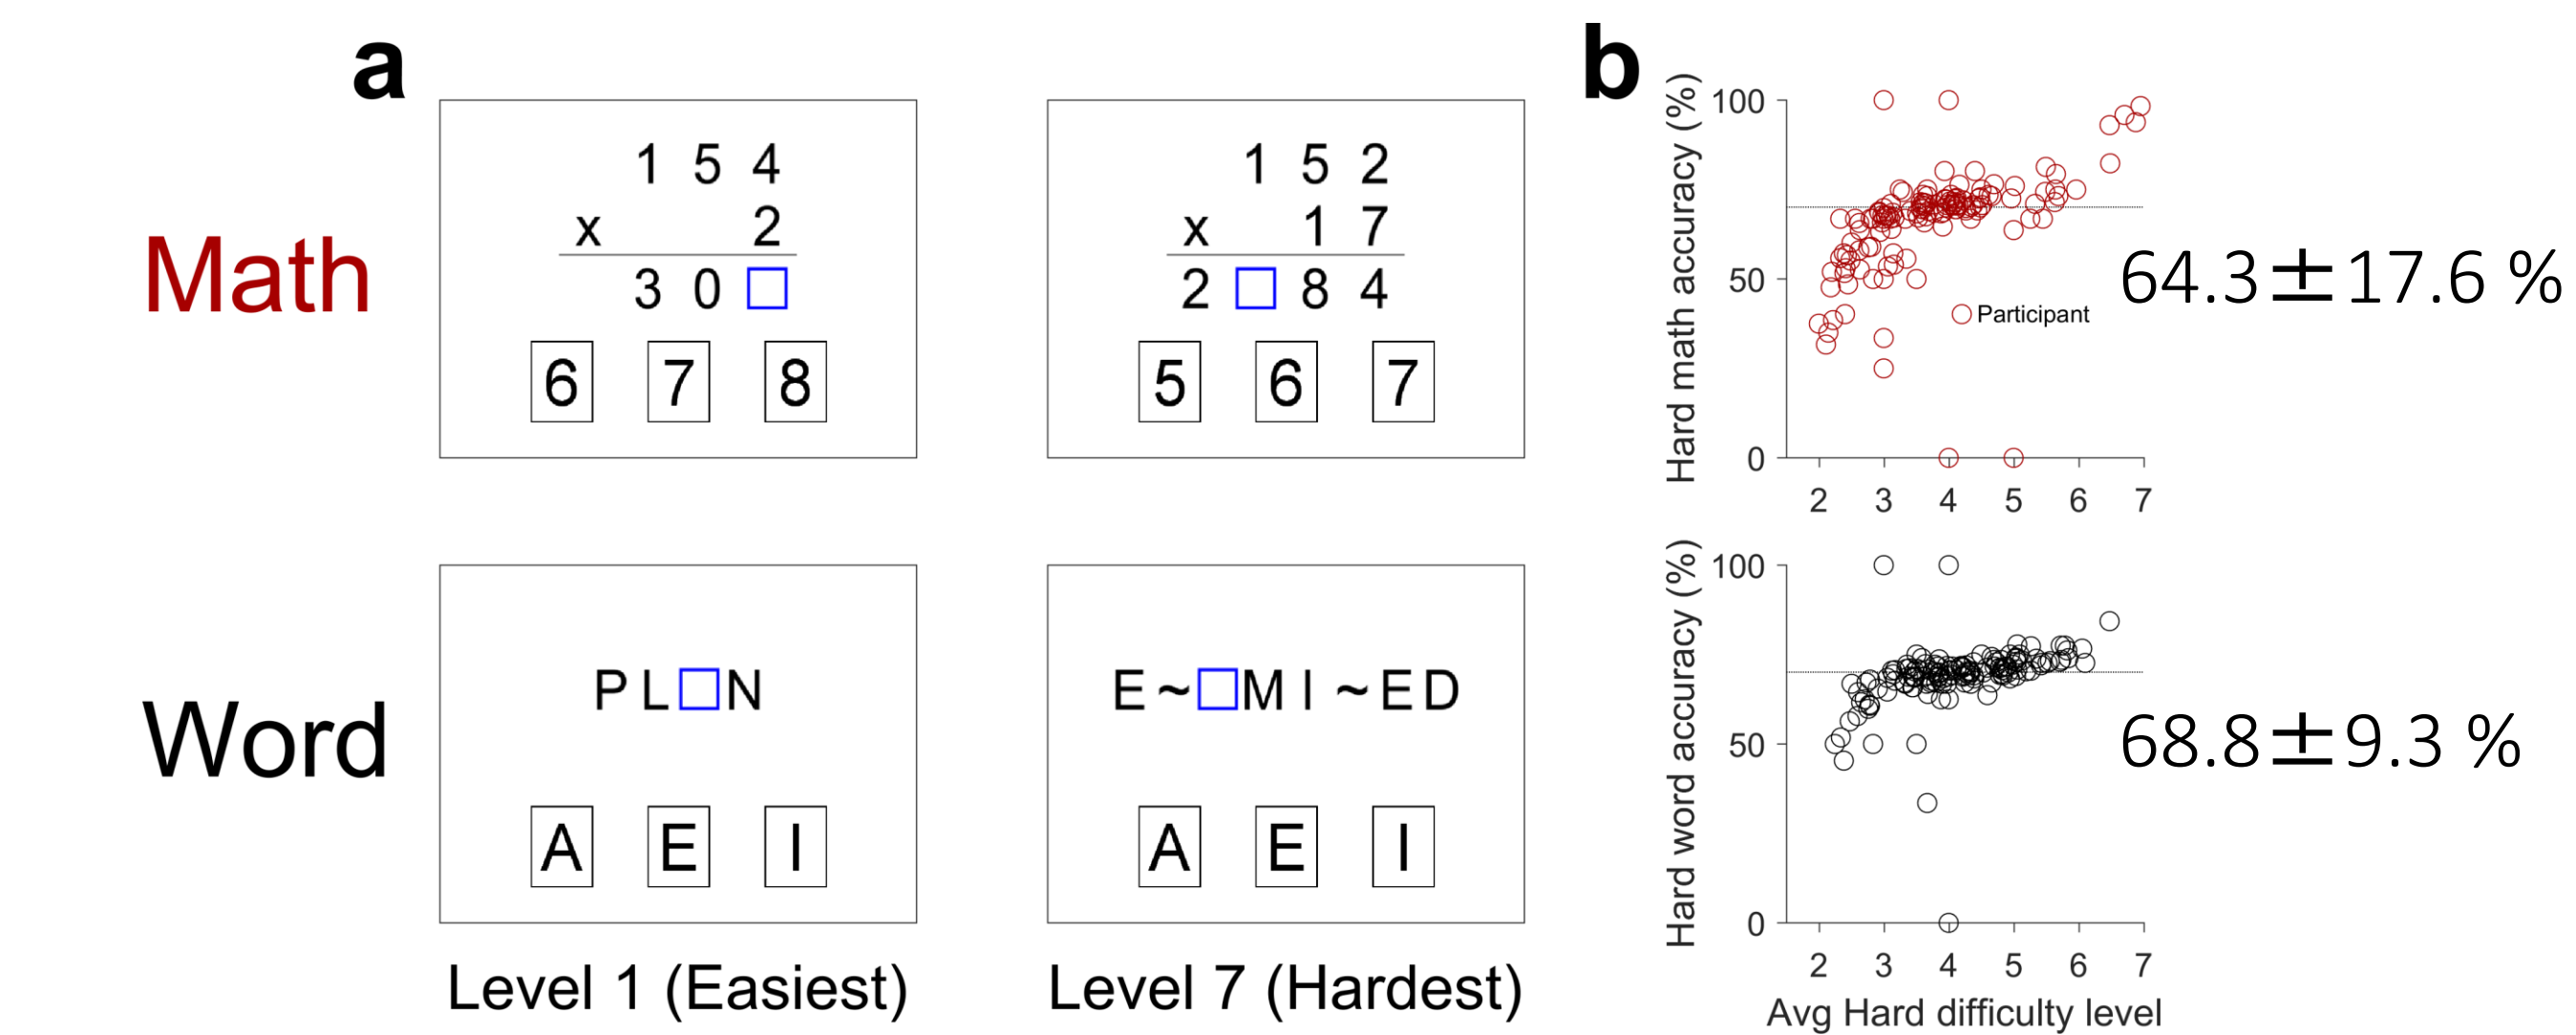 a
Math
1 5 4
x 2
3 0
6 7 8
1 5 2
x 1 7
2 8 4
5 6 7
Word
P L N
A E I
E ~ M I ~ E D
A E I
Level 1 (Easiest)
Level 7 (Hardest)
b
Hard math accuracy (%)
100
50
0
Participant
2 3 4 5 6 7
64.3±17.6 %
Hard word accuracy (%)
100
50
0
2 3 4 5 6 7
Avg Hard difficulty level
68.8±9.3 %